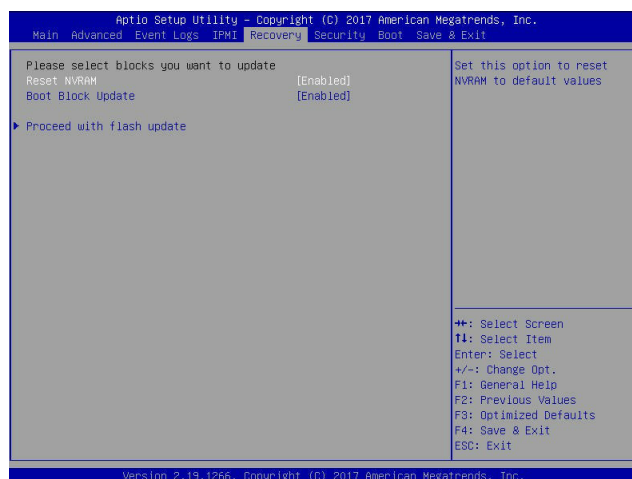 Aptio Setup Utility – Copyright (C) 2017 American Megatrends, Inc.
Main Advanced Event Logs IPMI Recovery Security Boot Save & Exit
Please select blocks you want to update
Reset NVRAM [Enabled]
Boot Block Update [Enabled]
Proceed with flash update
Set this option to reset
NVRAM to default values
→←: Select Screen
↑↓: Select Item
Enter: Select
+/-: Change Opt.
F1: General Help
F2: Previous Values
F3: Optimized Defaults
F4: Save & Exit
ESC: Exit
Version 2.19.1266. Copyright (C) 2017 American Megatrends, Inc.